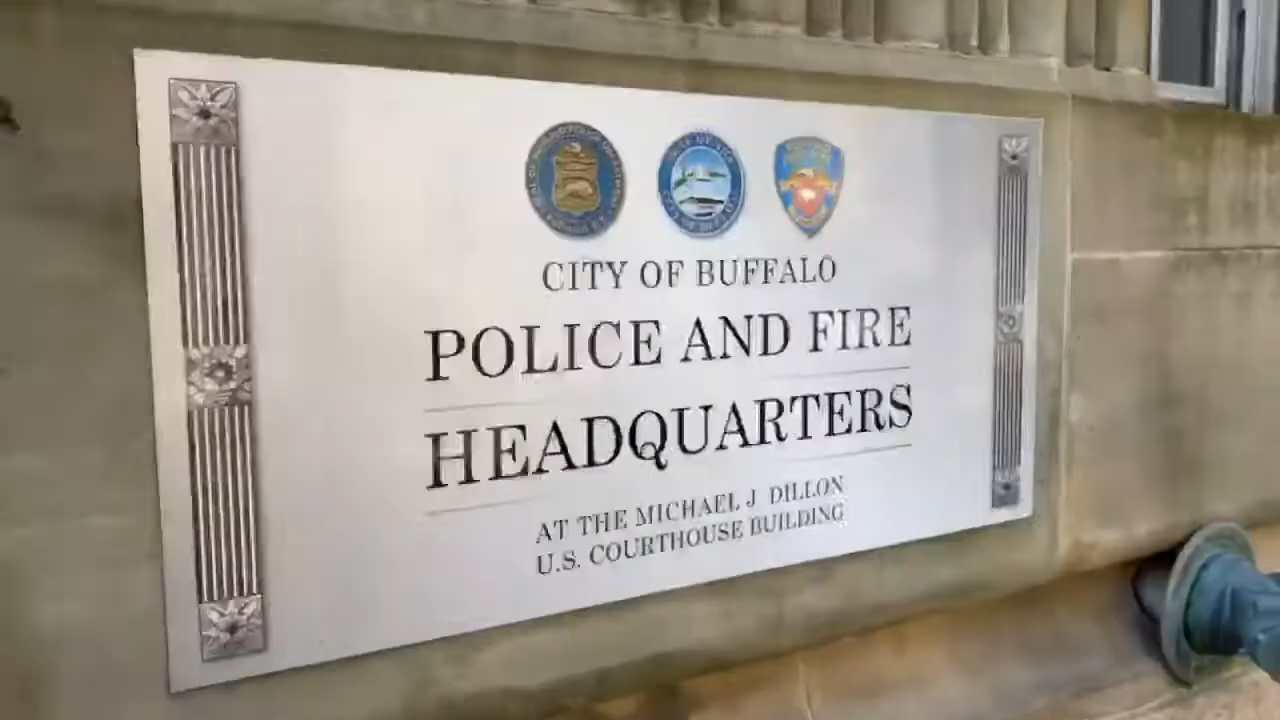 CITY OF BUFFALO
POLICE AND FIRE
HEADQUARTERS
AT THE MICHAEL J DILLON
U.S. COURTHOUSE BUILDING